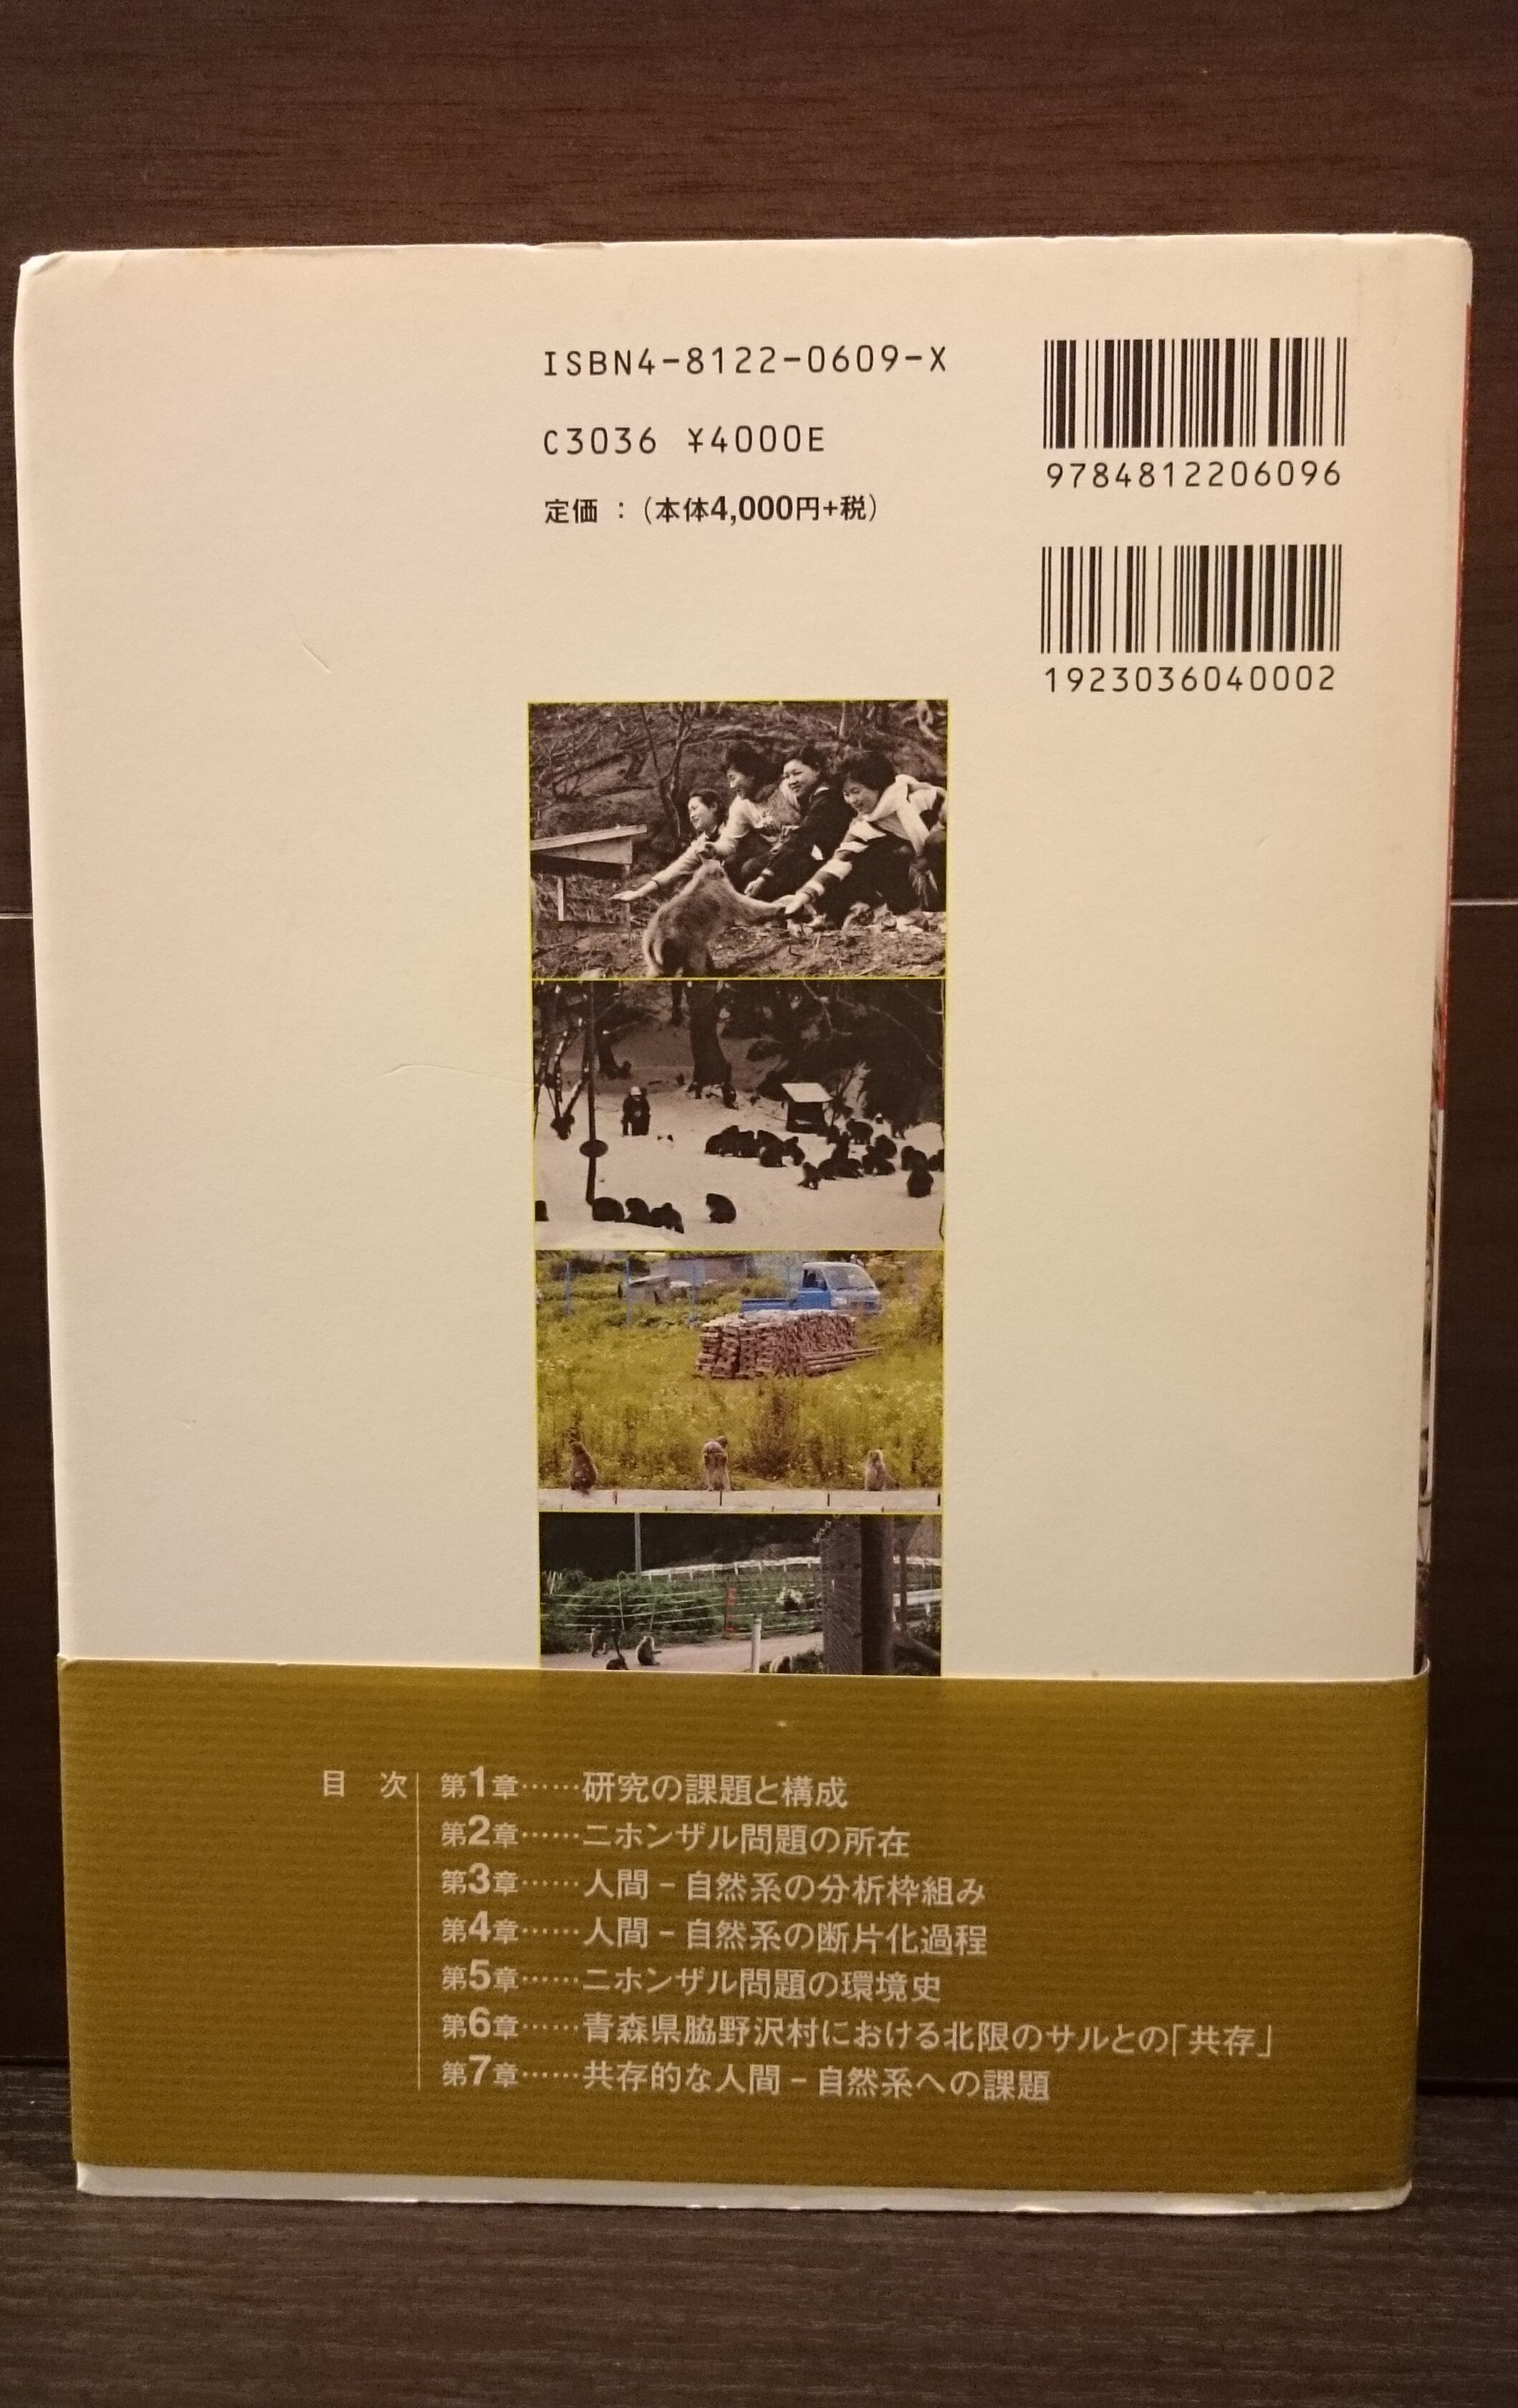 ISBN4-8122-0609-X
C3036 ¥4000E
定価：(本体4,000円+税)
9784812206096
1923036040002
目 次
第1章……研究の課題と構成
第2章……ニホンザル問題の所在
第3章……人間－自然系の分析枠組み
第4章……人間－自然系の断片化過程
第5章……ニホンザル問題の環境史
第6章……青森県脇野沢村における北限のサルとの「共存」
第7章……共存的な人間－自然系への課題